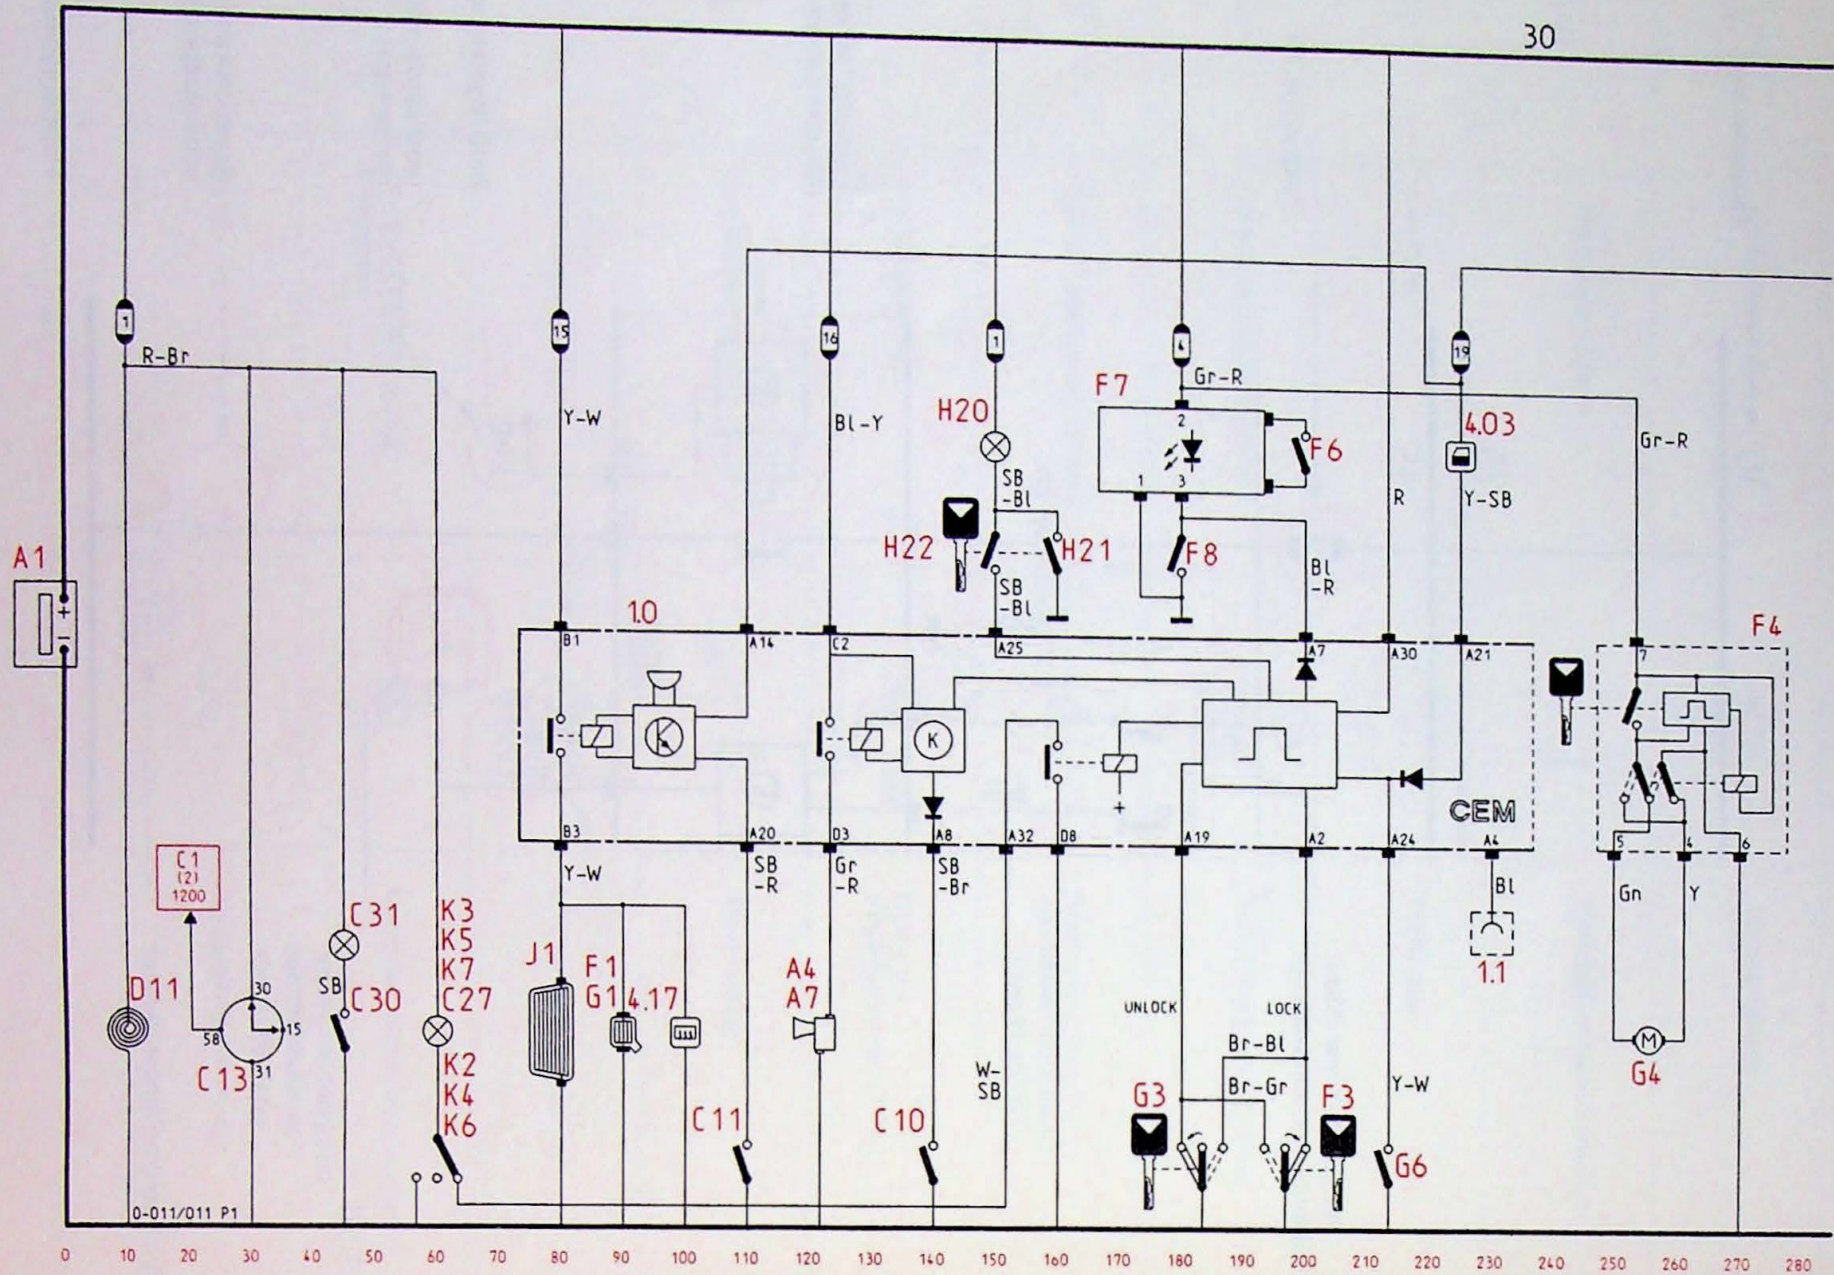 30
1
R-Br
15
16
1
4
19
Gr-R
F7
Y-W
Bl-Y
H20
2
4.03
F6
Gr-R
SB
-Bl
1
3
R
Y-SB
H22
H21
F8
A1
+
−
SB
-Bl
Bl
-R
1.0
F4
B1
A14
C2
A25
A7
A30
A21
7
K
+
CEM
B3
A20
D3
A8
A32
D8
A19
A2
A24
A4
5
4
6
C1
(2)
1200
Y-W
SB
-R
Gr
-R
SB
-Br
Bl
Gn
Y
C31
K3
K5
K7
C27
J1
F1
G1
4.17
A4
A7
1.1
D11
SB
C30
30
15
58
31
C13
UNLOCK
LOCK
M
G4
Br-Bl
Br-Gr
K2
K4
K6
W-
SB
Y-W
G3
F3
C11
C10
G6
0-011/011 P1
0 10 20 30 40 50 60 70 80 90 100 110 120 130 140 150 160 170 180 190 200 210 220 230 240 250 260 270 280